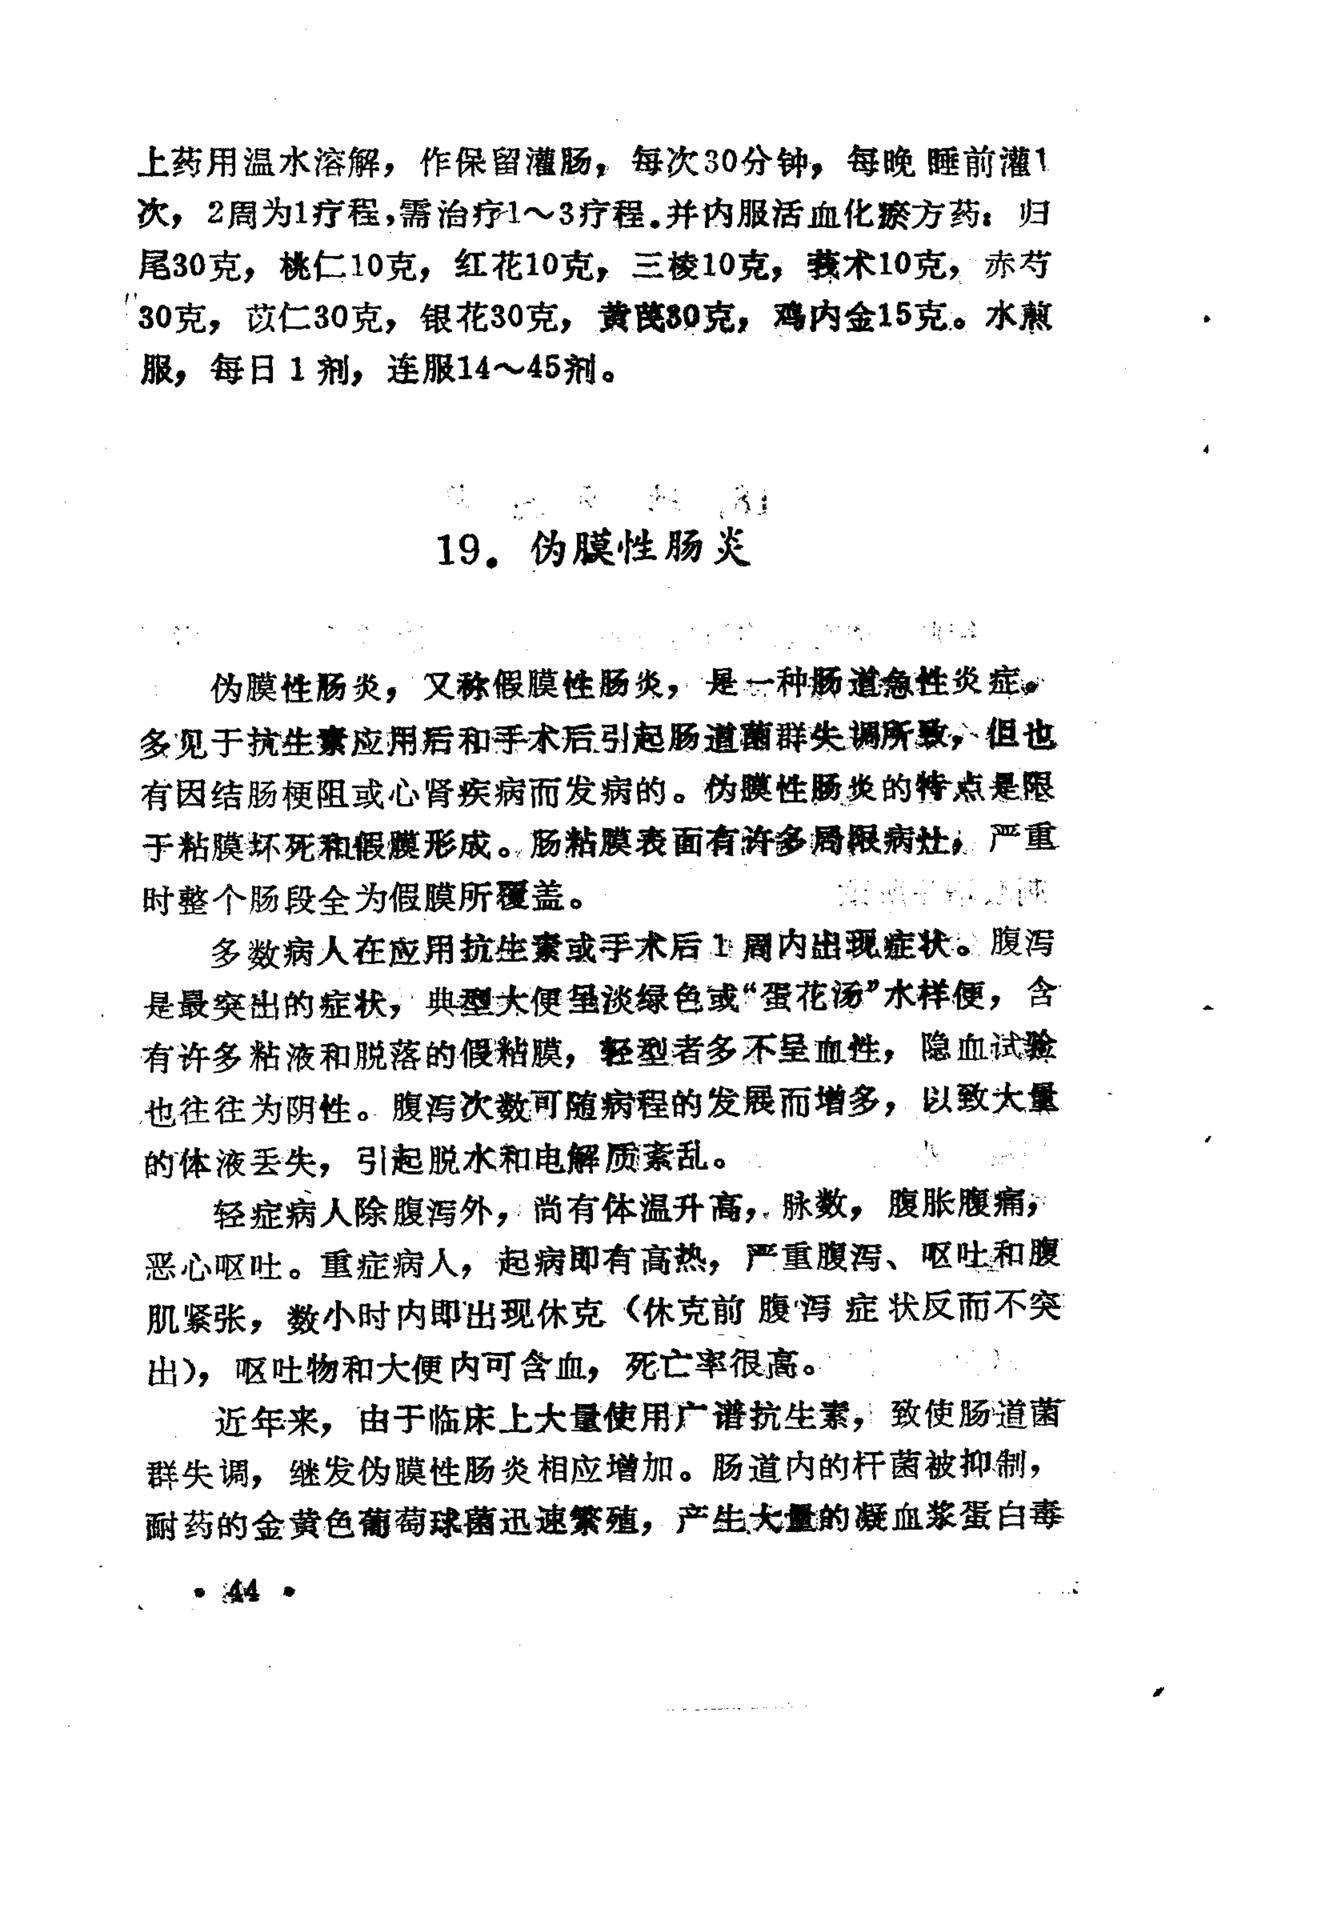 上药用温水溶解，作保留灌肠，每次30分钟，每晚睡前灌1
次，2周为1疗程，需治疗1～3疗程.并内服活血化瘀方药：归
尾30克，桃仁10克，红花10克，三棱10克，莪术10克，赤芍
30克，苡仁30克，银花30克，黄芪30克，鸡内金15克。水煎
服，每日1剂，连服14～45剂。
19．伪膜性肠炎
伪膜性肠炎，又称假膜性肠炎，是一种肠道急性炎症。
多见于抗生素应用后和手术后引起肠道菌群失调所致，但也
有因结肠梗阻或心肾疾病而发病的。伪膜性肠炎的特点是限
于粘膜坏死和假膜形成。肠粘膜表面有许多局限病灶，严重
时整个肠段全为假膜所覆盖。
多数病人在应用抗生素或手术后1周内出现症状。腹泻
是最突出的症状，典型大便呈淡绿色或“蛋花汤”水样便，含
有许多粘液和脱落的假粘膜，轻型者多不呈血性，隐血试验
也往往为阴性。腹泻次数可随病程的发展而增多，以致大量
的体液丢失，引起脱水和电解质紊乱。
轻症病人除腹泻外，尚有体温升高，脉数，腹胀腹痛，
恶心呕吐。重症病人，起病即有高热，严重腹泻、呕吐和腹
肌紧张，数小时内即出现休克（休克前腹泻症状反而不突
出），呕吐物和大便内可含血，死亡率很高。
近年来，由于临床上大量使用广谱抗生素，致使肠道菌
群失调，继发伪膜性肠炎相应增加。肠道内的杆菌被抑制，
耐药的金黄色葡萄球菌迅速繁殖，产生大量的凝血浆蛋白毒
• 44 •